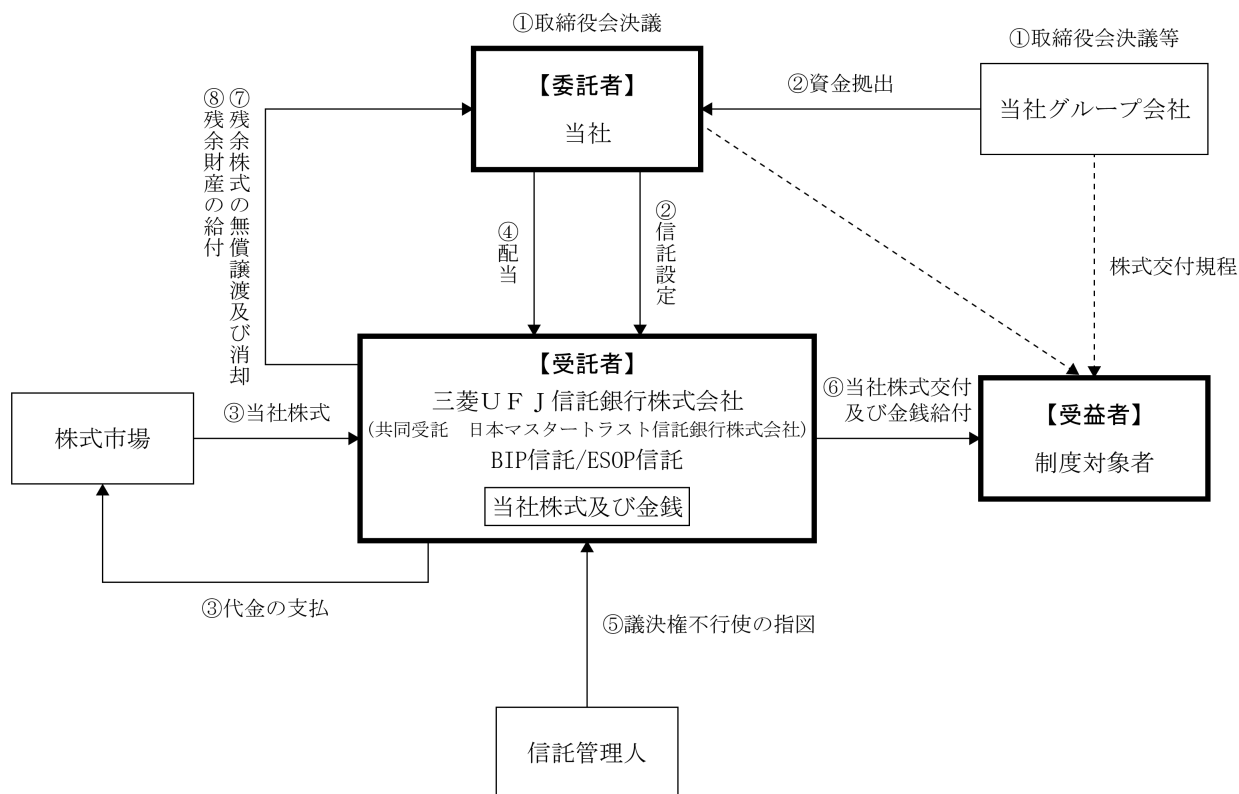 ①取締役会決議
①取締役会決議等
【委託者】
当社
②資金拠出
当社グループ会社
⑦残余株式の無償譲渡及び消却
⑧残余財産の給付
④配当
②信託設定
株式交付規程
【受託者】
三菱UFJ信託銀行株式会社
(共同受託　日本マスタートラスト信託銀行株式会社)
BIP信託/ESOP信託
当社株式及び金銭
株式市場
③当社株式
⑥当社株式交付
及び金銭給付
【受益者】
制度対象者
③代金の支払
⑤議決権不行使の指図
信託管理人